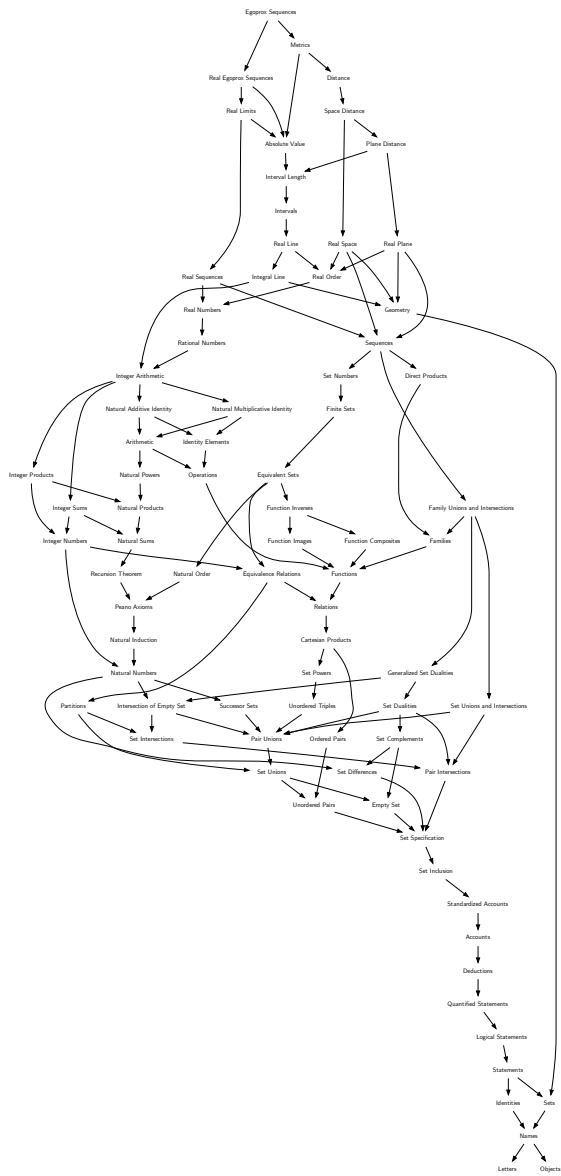 Egoprox Sequences
Metrics
Real Egoprox Sequences
Distance
Real Limits
Space Distance
Absolute Value
Plane Distance
Interval Length
Intervals
Real Line
Real Space
Real Plane
Real Sequences
Integral Line
Real Order
Real Numbers
Geometry
Rational Numbers
Sequences
Integer Arithmetic
Set Numbers
Direct Products
Natural Additive Identity
Natural Multiplicative Identity
Finite Sets
Arithmetic
Identity Elements
Integer Products
Natural Powers
Operations
Equivalent Sets
Integer Sums
Natural Products
Function Inverses
Family Unions and Intersections
Integer Numbers
Natural Sums
Function Images
Function Composites
Families
Recursion Theorem
Natural Order
Equivalence Relations
Functions
Peano Axioms
Relations
Natural Induction
Cartesian Products
Natural Numbers
Set Powers
Generalized Set Dualities
Partitions
Intersection of Empty Set
Successor Sets
Unordered Triples
Set Dualities
Set Unions and Intersections
Set Intersections
Pair Unions
Ordered Pairs
Set Complements
Set Unions
Set Differences
Pair Intersections
Unordered Pairs
Empty Set
Set Specification
Set Inclusion
Standardized Accounts
Accounts
Deductions
Quantified Statements
Logical Statements
Statements
Identities
Sets
Names
Letters
Objects